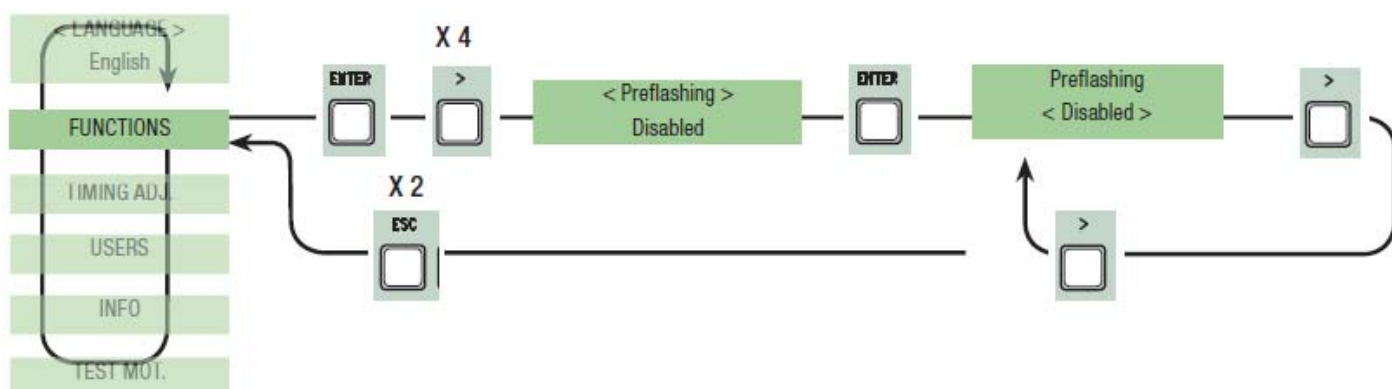 < LANGUAGE >
English
FUNCTIONS
TIMING ADJ.
USERS
INFO
TEST MOT.
ENTER
X 4
>
< Preflashing >
Disabled
ENTER
Preflashing
< Disabled >
>
X 2
ESC
>